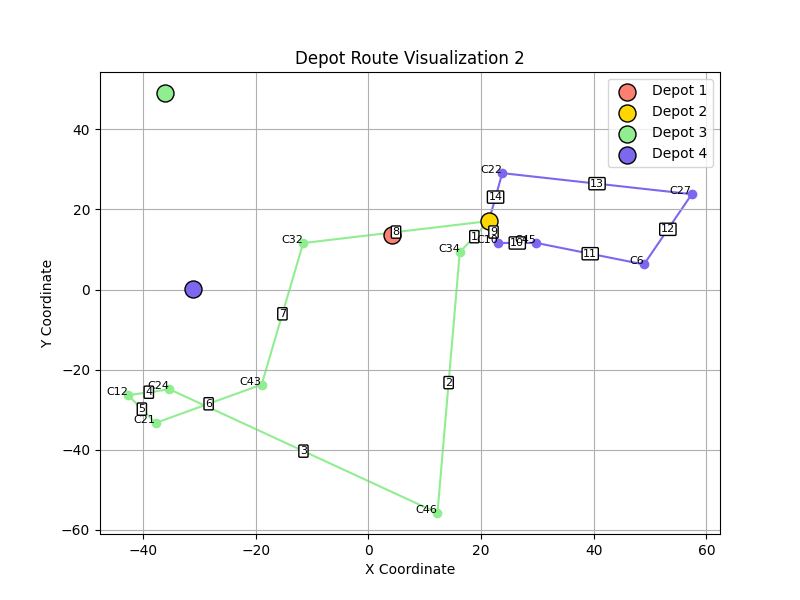 Depot Route Visualization 2
Depot 1
Depot 2
Depot 3
Depot 4
Y Coordinate
40
20
0
−20
−40
−60
−40
−20
0
20
40
60
X Coordinate
C22
13
C27
14
8
9
1
C10
10
C45
12
C32
C34
11
C6
7
2
C43
C24
C12
4
5
6
C21
3
C46